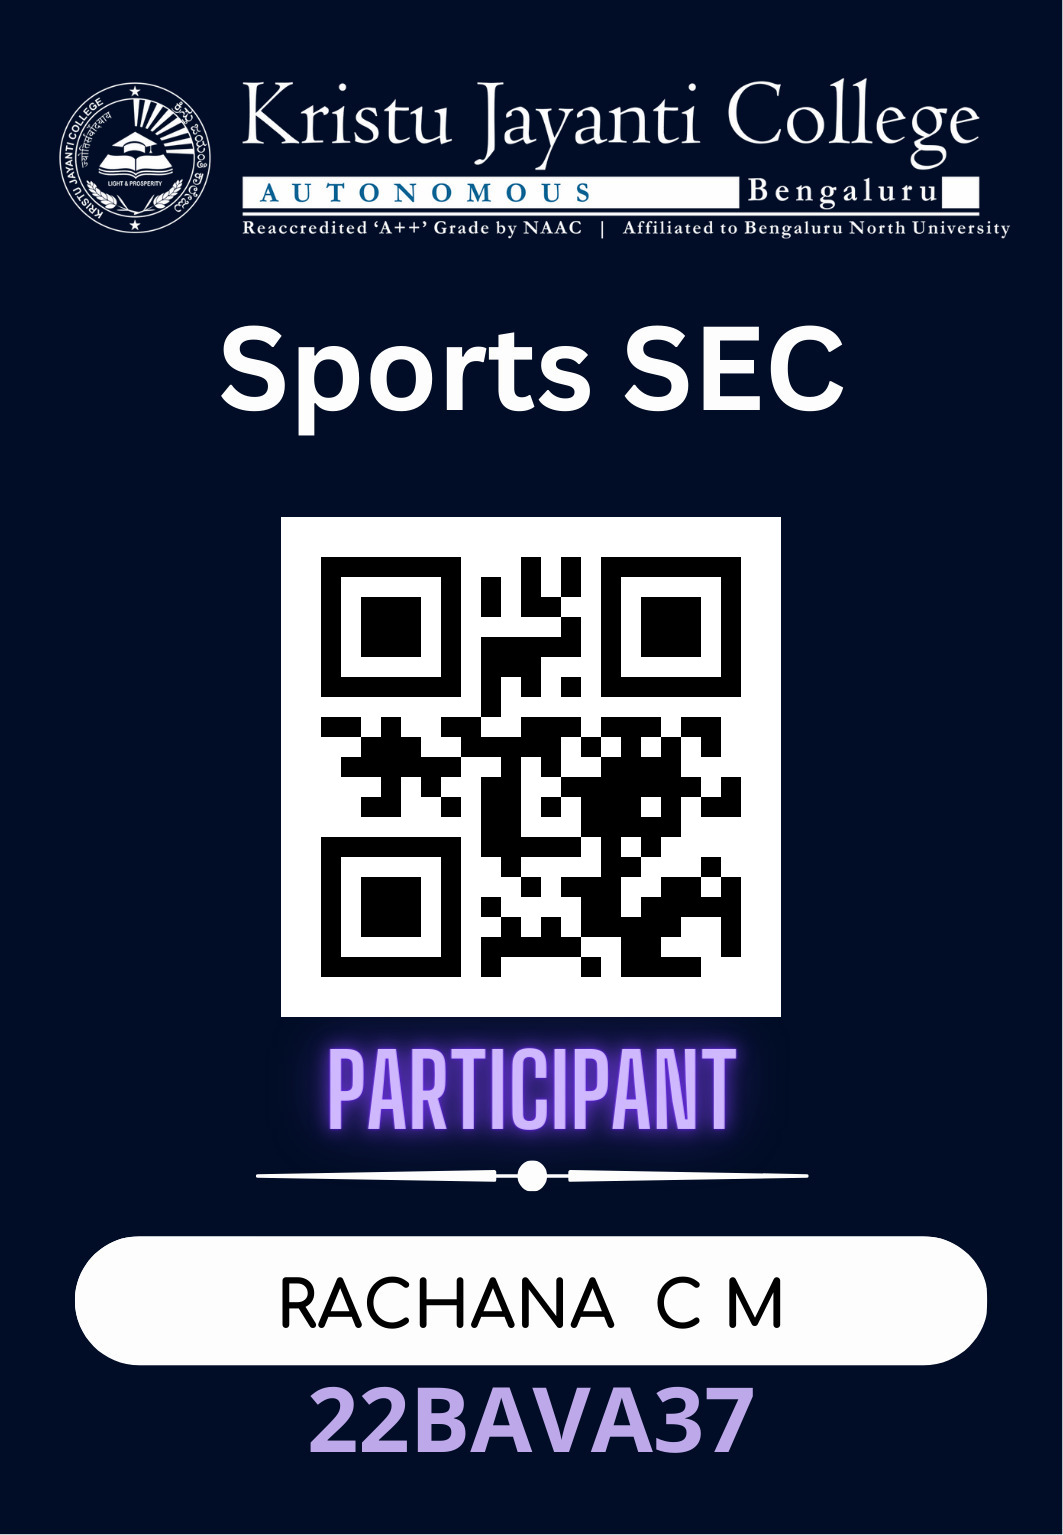 KRISTU JAYANTI COLLEGE
ಕ್ರಿಸ್ತು ಜಯಂತಿ ಕಾಲೇಜು
LIGHT & PROSPERITY
Kristu Jayanti College
AUTONOMOUS Bengaluru
Reaccredited ‘A++’ Grade by NAAC | Affiliated to Bengaluru North University
Sports SEC
PARTICIPANT
RACHANA C M
22BAVA37